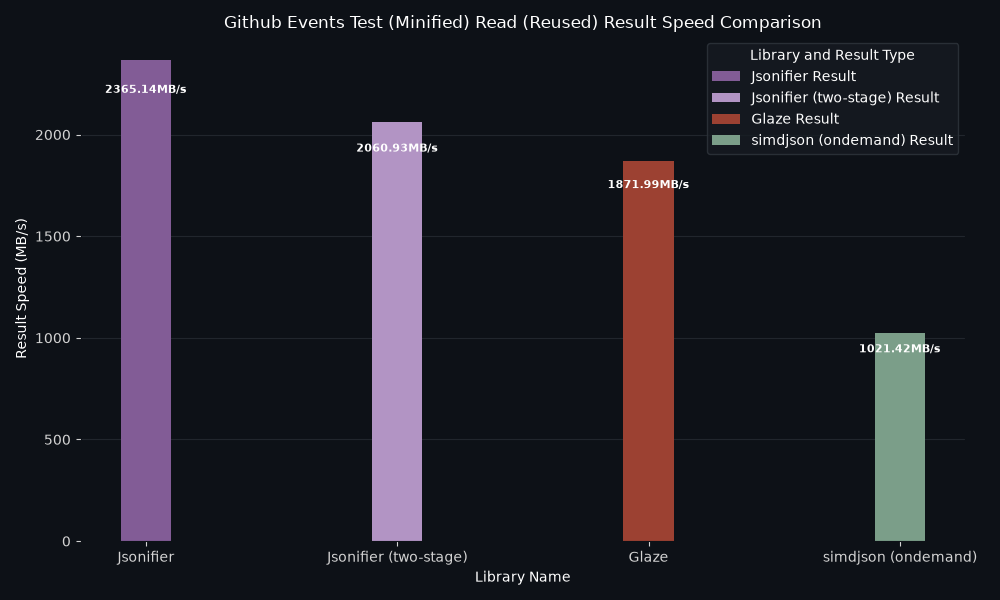 Github Events Test (Minified) Read (Reused) Result Speed Comparison
Library and Result Type
Jsonifier Result
Jsonifier (two-stage) Result
Glaze Result
simdjson (ondemand) Result
2365.14MB/s
2060.93MB/s
1871.99MB/s
1021.42MB/s
Result Speed (MB/s)
2000
1500
1000
500
0
Jsonifier
Jsonifier (two-stage)
Glaze
simdjson (ondemand)
Library Name